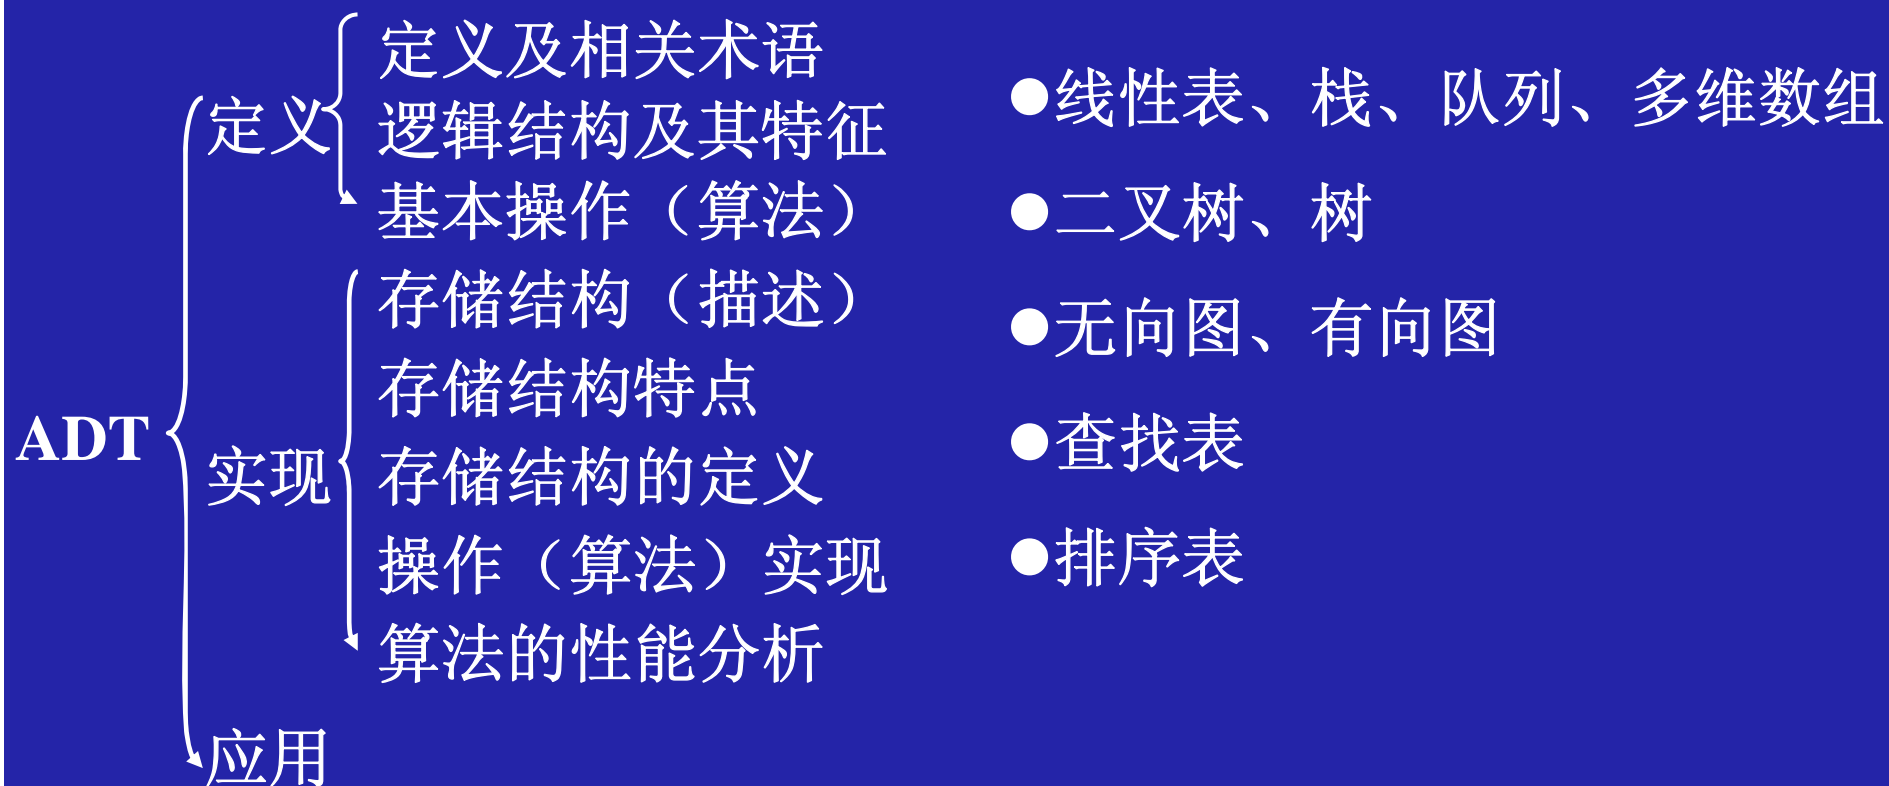 ADT
定义
定义及相关术语
逻辑结构及其特征
基本操作（算法）
实现
存储结构（描述）
存储结构特点
存储结构的定义
操作（算法）实现
算法的性能分析
应用
●线性表、栈、队列、多维数组
●二叉树、树
●无向图、有向图
●查找表
●排序表